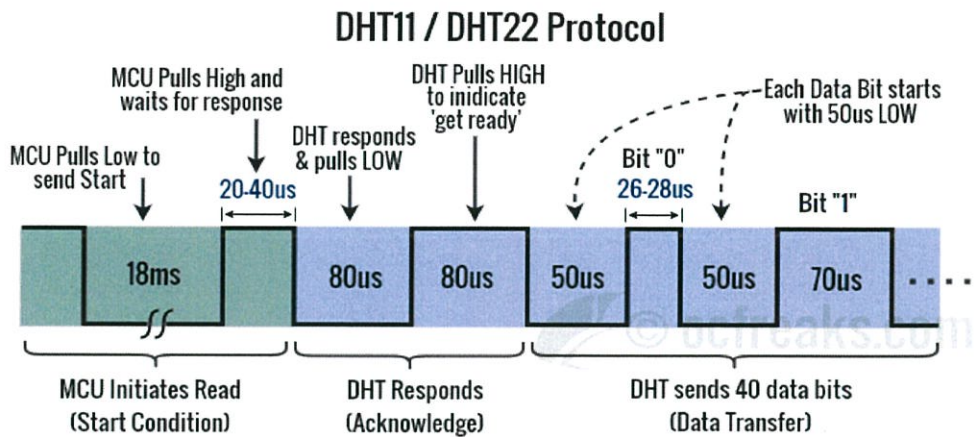 DHT11 / DHT22 Protocol
MCU Pulls High and
waits for response
DHT Pulls HIGH
to inidicate
'get ready'
Each Data Bit starts
with 50us LOW
MCU Pulls Low to
send Start
DHT responds
& pulls LOW
20-40us
Bit "0"
26-28us
Bit "1"
18ms
80us
80us
50us
50us
70us
© ocfreaks.com
MCU Initiates Read
(Start Condition)
DHT Responds
(Acknowledge)
DHT sends 40 data bits
(Data Transfer)